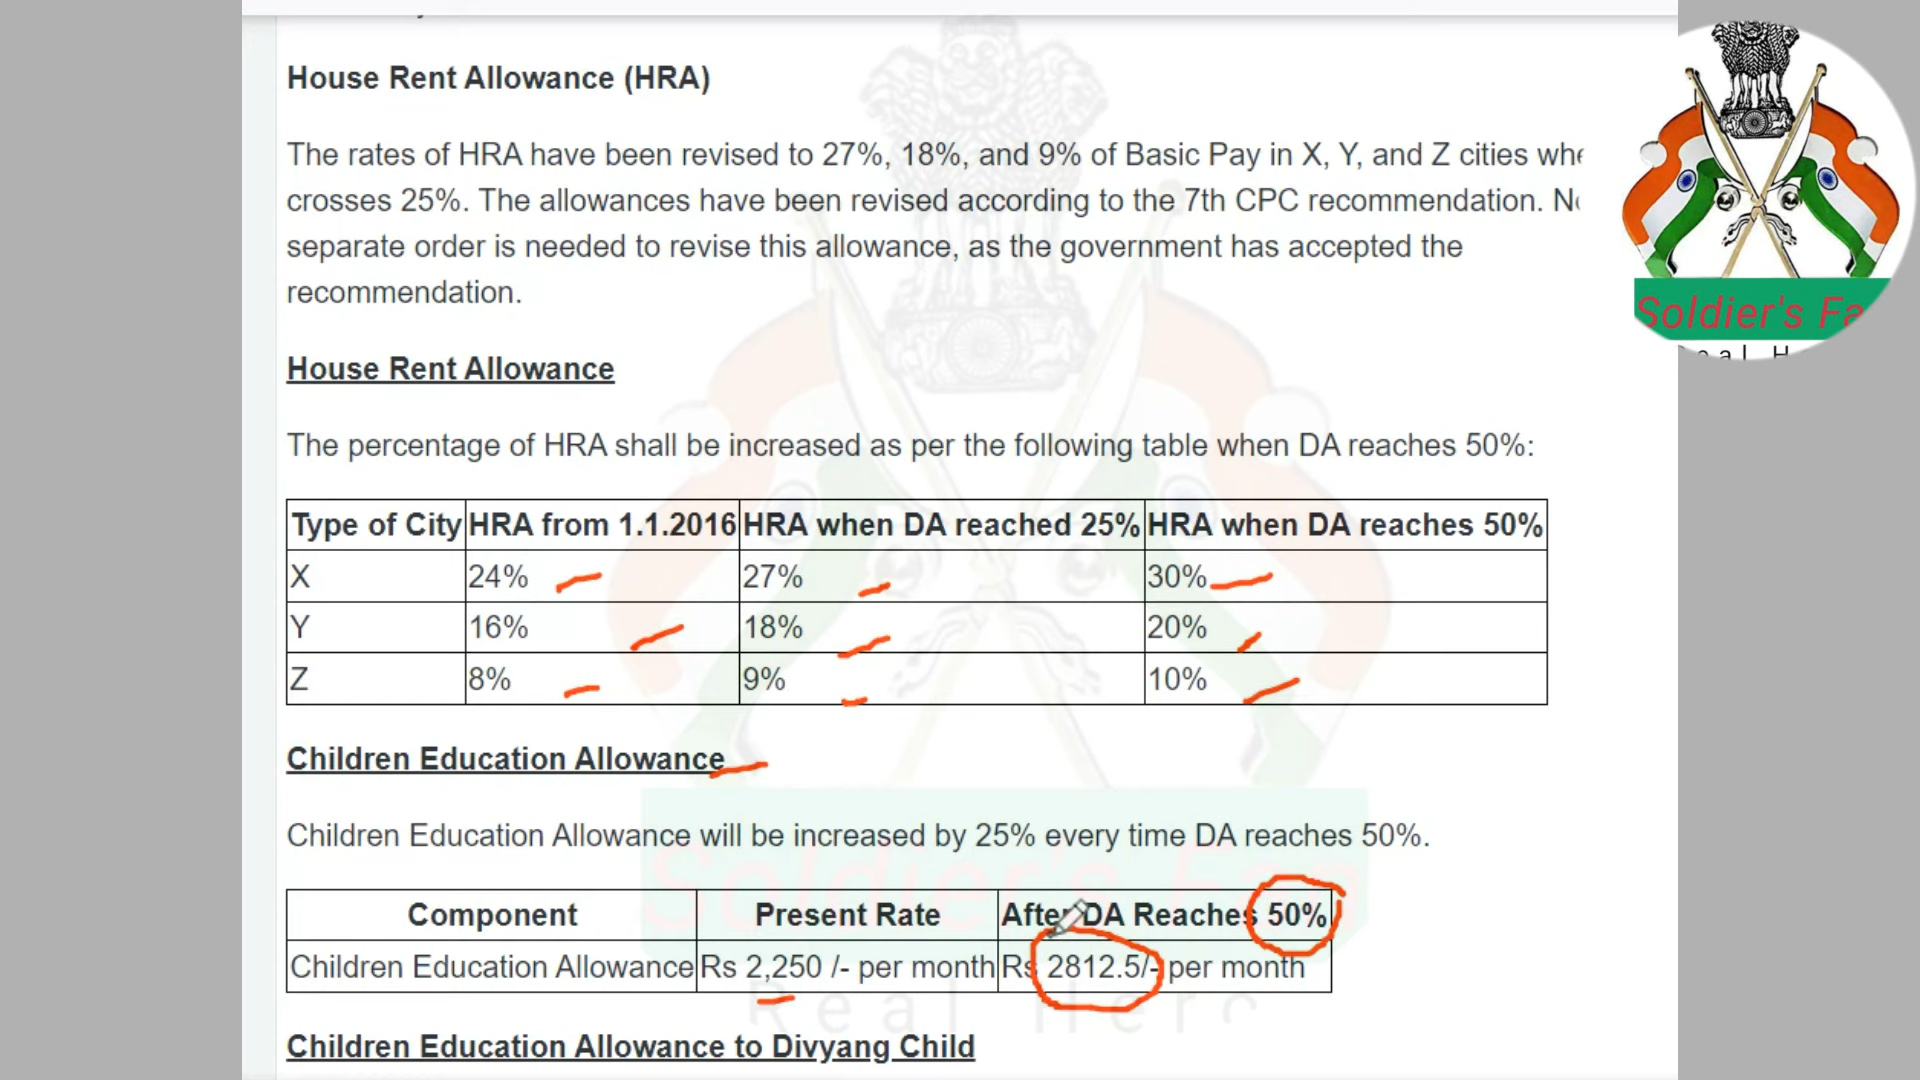 House Rent Allowance (HRA)
The rates of HRA have been revised to 27%, 18%, and 9% of Basic Pay in X, Y, and Z cities
crosses 25%. The allowances have been revised according to the 7th CPC recommendation.
separate order is needed to revise this allowance, as the government has accepted the
recommendation.
House Rent Allowance
The percentage of HRA shall be increased as per the following table when DA reaches 50%:
Type of City HRA from 1.1.2016 HRA when DA reached 25% HRA when DA reaches 50%
X 24% 27% 30%
Y 16% 18% 20%
Z 8% 9% 10%
Children Education Allowance
Children Education Allowance will be increased by 25% every time DA reaches 50%.
Component Present Rate After DA Reaches 50%
Children Education Allowance Rs 2,250 /- per month Rs 2812.5/- per month
Children Education Allowance to Divyang Child
Soldier's
Real Hero